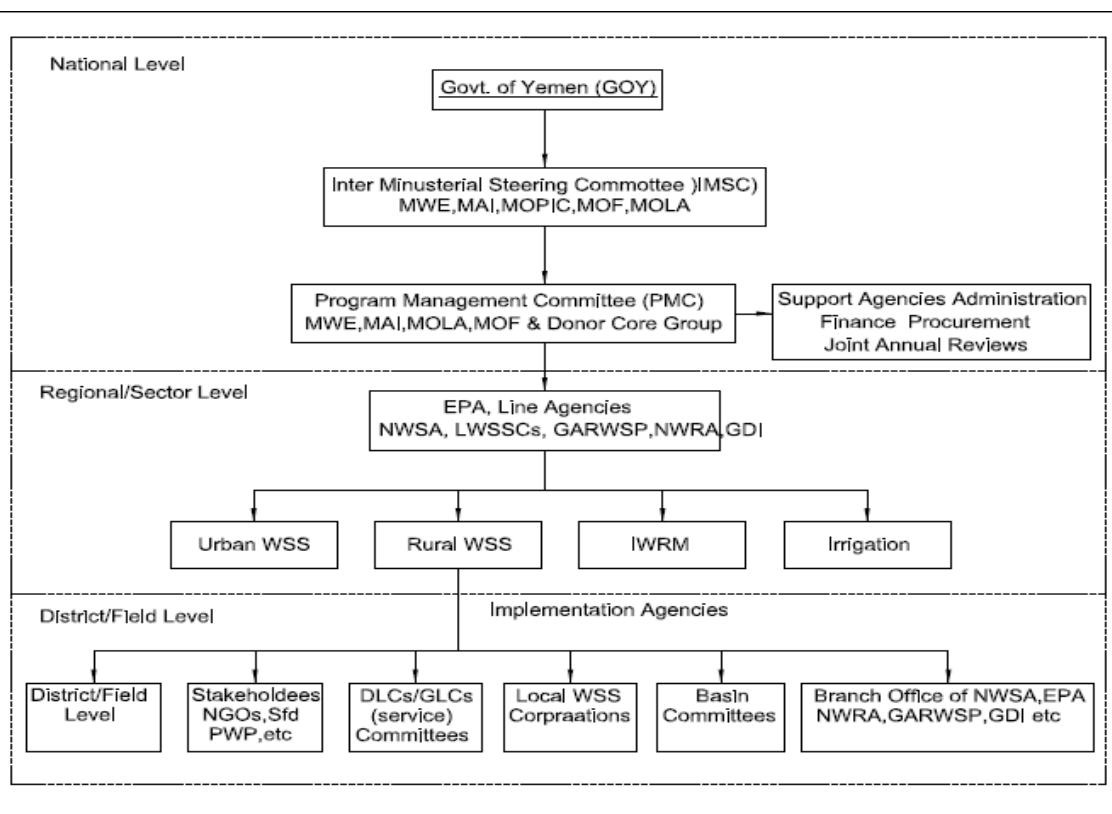 National Level
Govt. of Yemen (GOY)
Inter Minusterial Steering Commottee )IMSC)
MWE,MAI,MOPIC,MOF,MOLA
Program Management Committee (PMC)
MWE,MAI,MOLA,MOF & Donor Core Group
Support Agencies Administration
Finance Procurement
Joint Annual Reviews
Regional/Sector Level
EPA, Line Agencies
NWSA, LWSSCs, GARWSP,NWRA,GDI
Urban WSS
Rural WSS
IWRM
Irrigation
District/Field Level
Implementation Agencies
District/Field
Level
Stakeholdees
NGOs,Sfd
PWP,etc
DLCs/GLCs
(service)
Committees
Local WSS
Corpraations
Basin
Committees
Branch Office of NWSA,EPA
NWRA,GARWSP,GDI etc